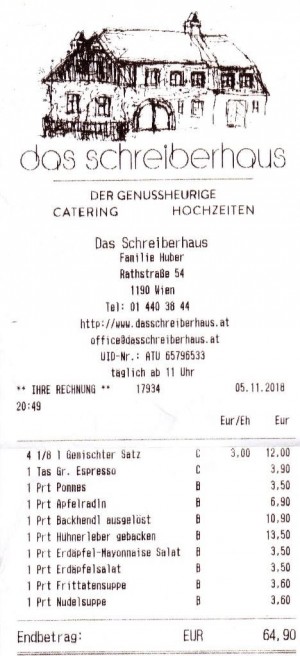 das schreiberhaus
DER GENUSSHEURIGE
CATERING HOCHZEITEN
Das Schreiberhaus
Familie Huber
Rathstraße 54
1190 Wien
Tel: 01 440 38 44
http://www.dasschreiberhaus.at
office@dasschreiberhaus.at
UID-Nr.: ATU 65796533
täglich ab 11 Uhr
** IHRE RECHNUNG ** 17934 05.11.2018
20:49
Eur/Eh Eur
4 1/8 l Gemischter Satz C 3,00 12,00
1 Tas Gr. Espresso C 3,90
1 Prt Pommes B 3,50
1 Prt Apfelradln B 6,90
1 Prt Backhendl ausgelöst B 10,90
1 Prt Hühnerleber gebacken B 13,50
1 Prt Erdäpfel-Mayonnaise Salat B 3,50
1 Prt Erdäpfelsalat B 3,50
1 Prt Frittatensuppe B 3,60
1 Prt Nudelsuppe B 3,60
Endbetrag: EUR 64,90